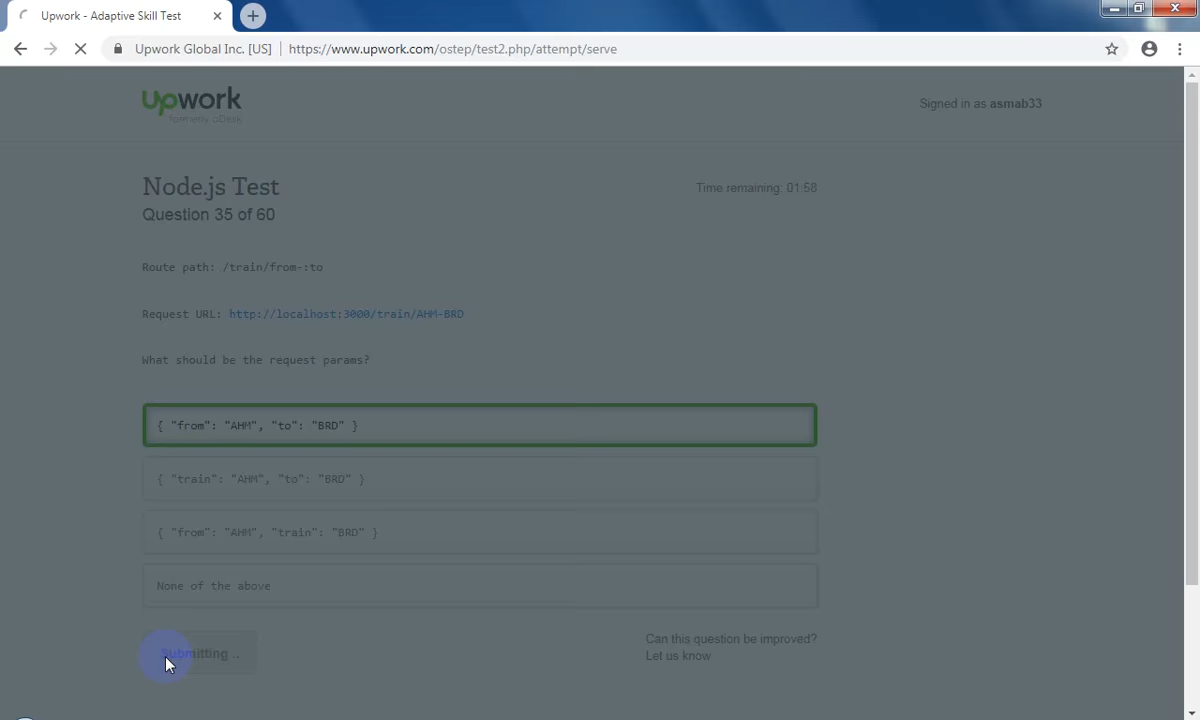 Upwork - Adaptive Skill Test
Upwork Global Inc. [US] https://www.upwork.com/ostep/test2.php/attempt/serve
upwork
formerly oDesk
Signed in as asmab33
Node.js Test
Time remaining: 01:58
Question 35 of 60
Route path: /train/from-:to
Request URL: http://localhost:3000/train/AHM-BRD
What should be the request params?
{ "from": "AHM", "to": "BRD" }
{ "train": "AHM", "to": "BRD" }
{ "from": "AHM", "train": "BRD" }
None of the above
Submitting ..
Can this question be improved?
Let us know